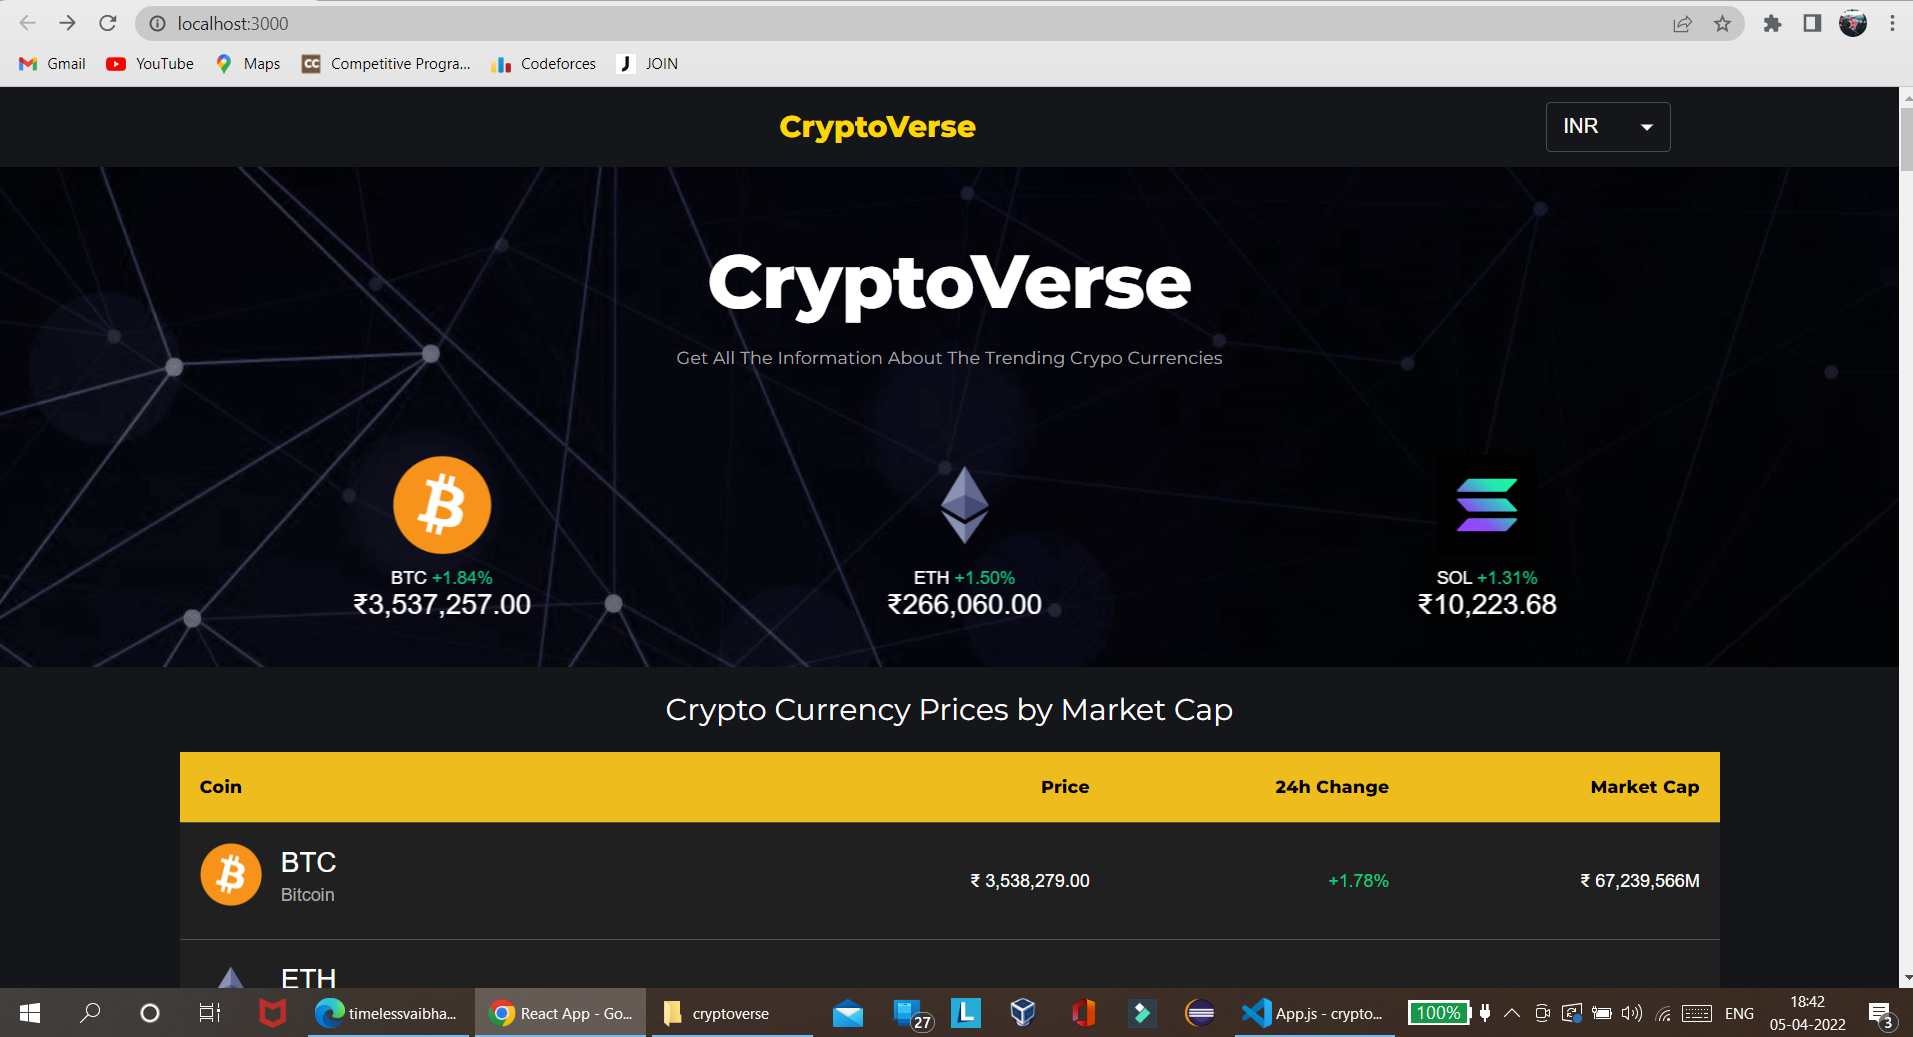 localhost:3000
Gmail YouTube Maps CC Competitive Progra... Codeforces J JOIN
CryptoVerse INR
CryptoVerse
Get All The Information About The Trending Crypo Currencies
BTC +1.84% ETH +1.50% SOL +1.31%
₹3,537,257.00 ₹266,060.00 ₹10,223.68
Crypto Currency Prices by Market Cap
Coin Price 24h Change Market Cap
BTC
Bitcoin
₹ 3,538,279.00 +1.78% ₹ 67,239,566M
ETH
timelessvaibha... React App - Go... cryptoverse 27 L App.js - crypto... 100% ENG
18:42
05-04-2022
3